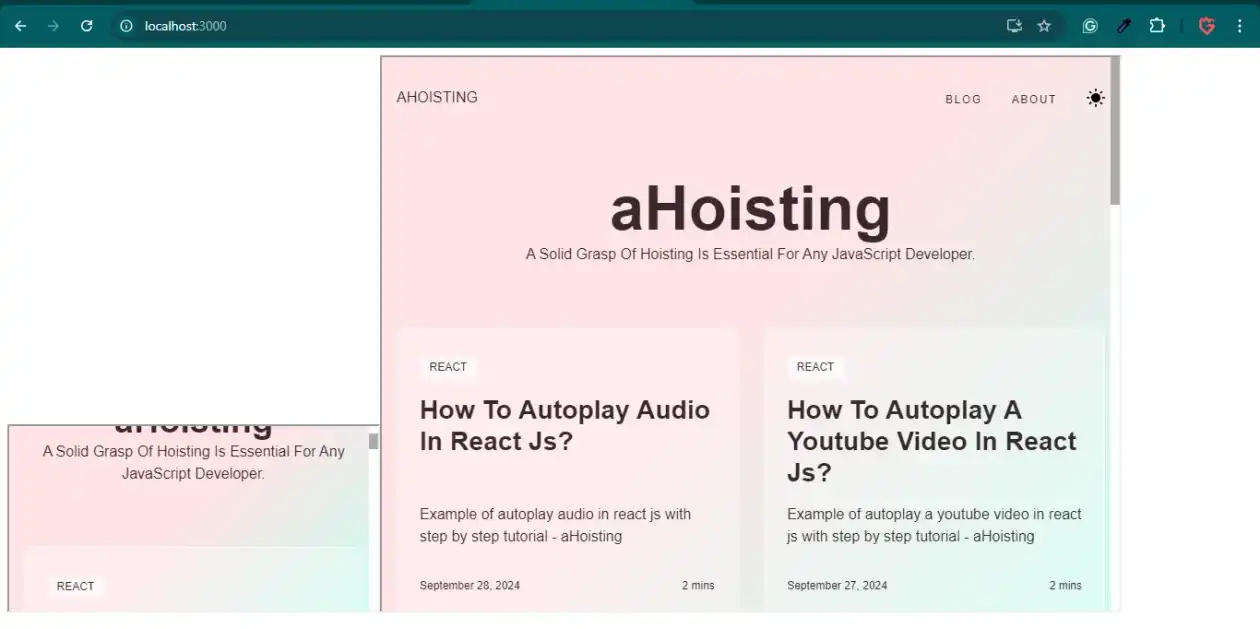 localhost:3000
AHOISTING
BLOG
ABOUT
aHoisting
A Solid Grasp Of Hoisting Is Essential For Any JavaScript Developer.
REACT
How To Autoplay Audio
In React Js?
Example of autoplay audio in react js with
step by step tutorial - aHoisting
September 28, 2024
2 mins
REACT
How To Autoplay A
Youtube Video In React
Js?
Example of autoplay a youtube video in react
js with step by step tutorial - aHoisting
September 27, 2024
2 mins
aHoisting
A Solid Grasp Of Hoisting Is Essential For Any
JavaScript Developer.
REACT